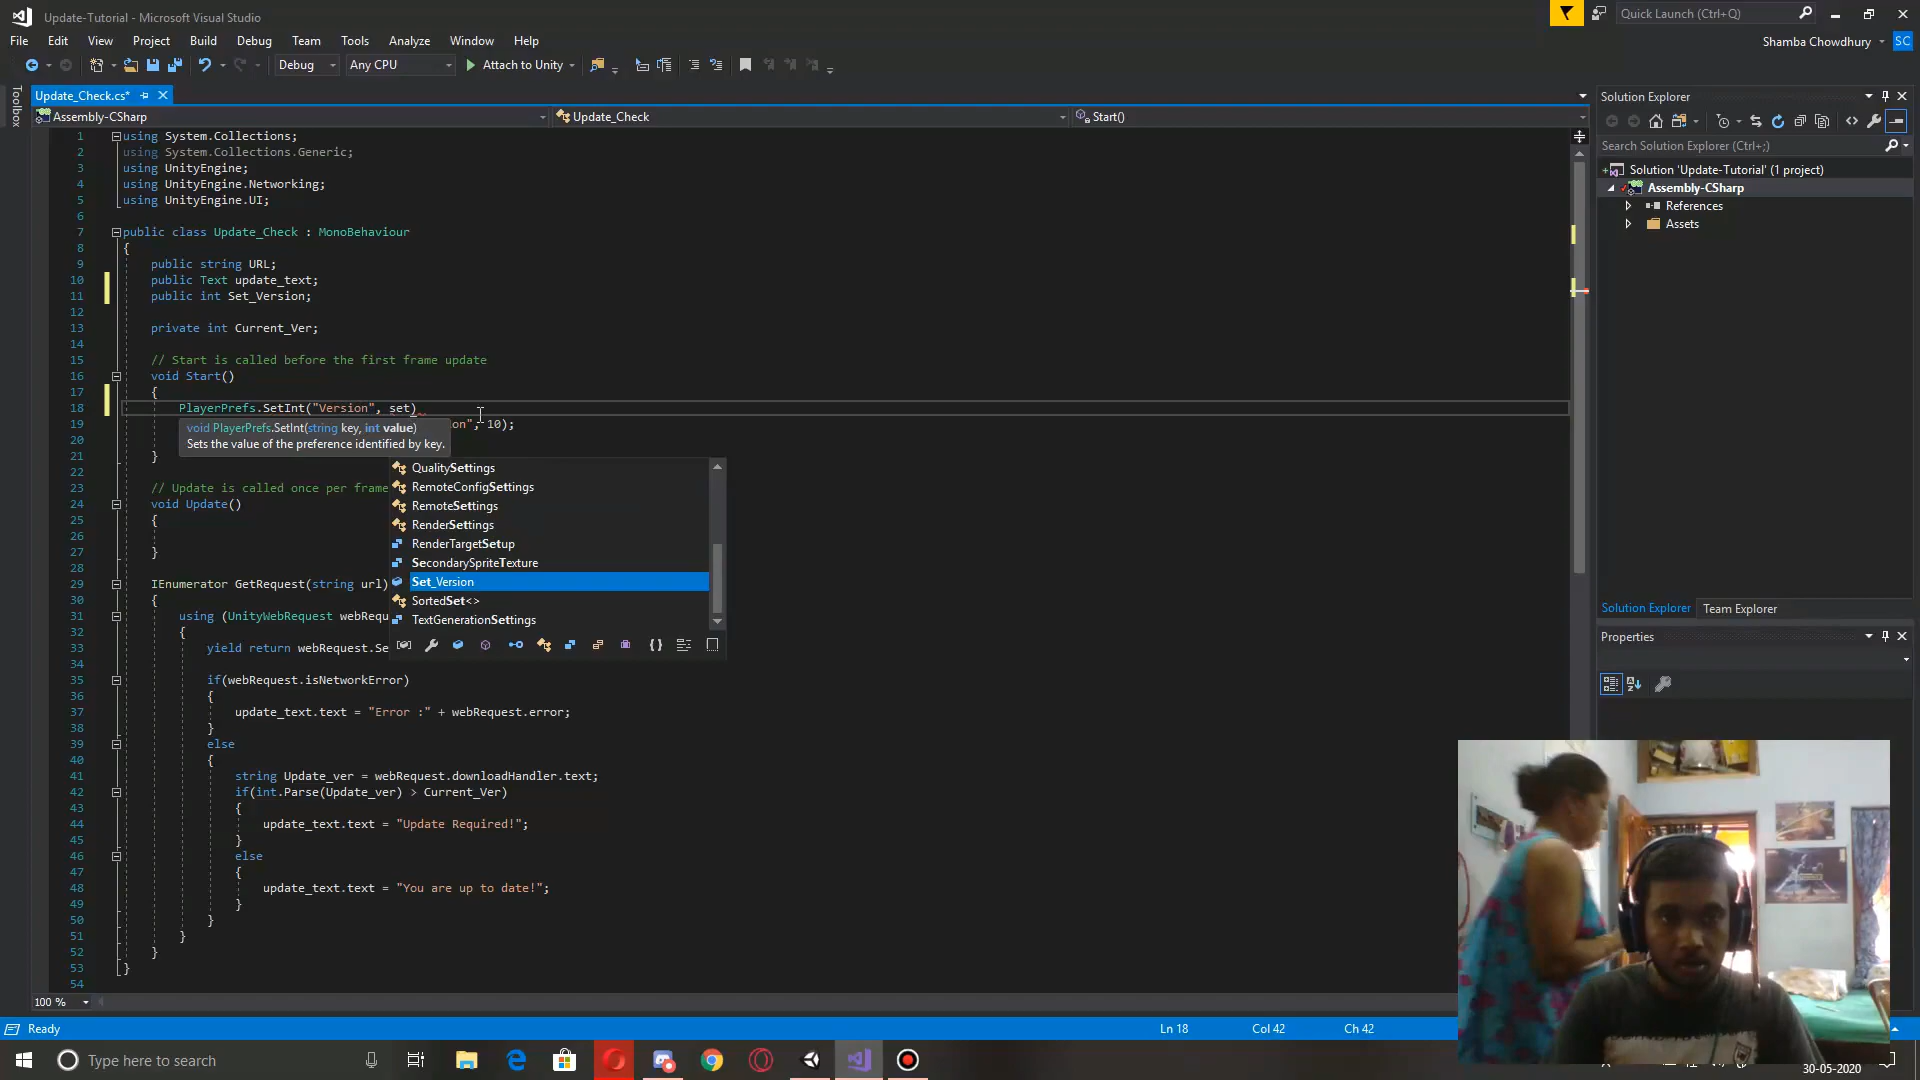 Update-Tutorial - Microsoft Visual Studio
Quick Launch (Ctrl+Q)
File Edit View Project Build Debug Team Tools Analyze Window Help
Shamba Chowdhury SC
Debug Any CPU Attach to Unity
Toolbox
Update_Check.cs*
Assembly-CSharp Update_Check Start()
1 using System.Collections;
2 using System.Collections.Generic;
3 using UnityEngine;
4 using UnityEngine.Networking;
5 using UnityEngine.UI;
6
7 public class Update_Check : MonoBehaviour
8 {
9 public string URL;
10 public Text update_text;
11 public int Set_Version;
12
13 private int Current_Ver;
14
15 // Start is called before the first frame update
16 void Start()
17 {
18 PlayerPrefs.SetInt("Version", set)
19 on", 10);
void PlayerPrefs.SetInt(string key, int value)
Sets the value of the preference identified by key.
20
21 }
22
23 // Update is called once per frame
24 void Update()
25 {
26
27 }
28
29 IEnumerator GetRequest(string url)
30 {
31 using (UnityWebRequest webRequ
32 {
33 yield return webRequest.Se
34
35 if(webRequest.isNetworkError)
36 {
37 update_text.text = "Error :" + webRequest.error;
38 }
39 else
40 {
41 string Update_ver = webRequest.downloadHandler.text;
42 if(int.Parse(Update_ver) > Current_Ver)
43 {
44 update_text.text = "Update Required!";
45 }
46 else
47 {
48 update_text.text = "You are up to date!";
49 }
50 }
51 }
52 }
53 }
54
QualitySettings
RemoteConfigSettings
RemoteSettings
RenderSettings
RenderTargetSetup
SecondarySpriteTexture
Set_Version
SortedSet<>
TextGenerationSettings
Solution Explorer
Search Solution Explorer (Ctrl+;)
Solution 'Update-Tutorial' (1 project)
Assembly-CSharp
References
Assets
Solution Explorer Team Explorer
Properties
100 %
Ready Ln 18 Col 42 Ch 42
Type here to search
30-05-2020